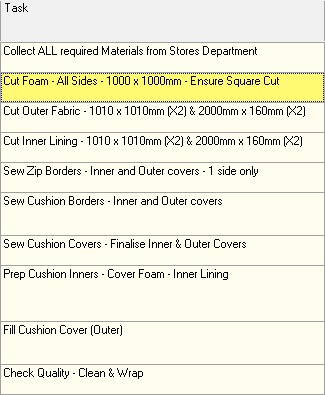 Task
Collect ALL required Materials from Stores Department
Cut Foam - All Sides - 1000 x 1000mm - Ensure Square Cut
Cut Outer Fabric - 1010 x 1010mm (X2) & 2000mm x 160mm (X2)
Cut Inner Lining - 1010 x 1010mm (X2) & 2000mm x 160mm (X2)
Sew Zip Borders - Inner and Outer covers - 1 side only
Sew Cushion Borders - Inner and Outer covers
Sew Cushion Covers - Finalise Inner & Outer Covers
Prep Cushion Inners - Cover Foam - Inner Lining
Fill Cushion Cover (Outer)
Check Quality - Clean & Wrap